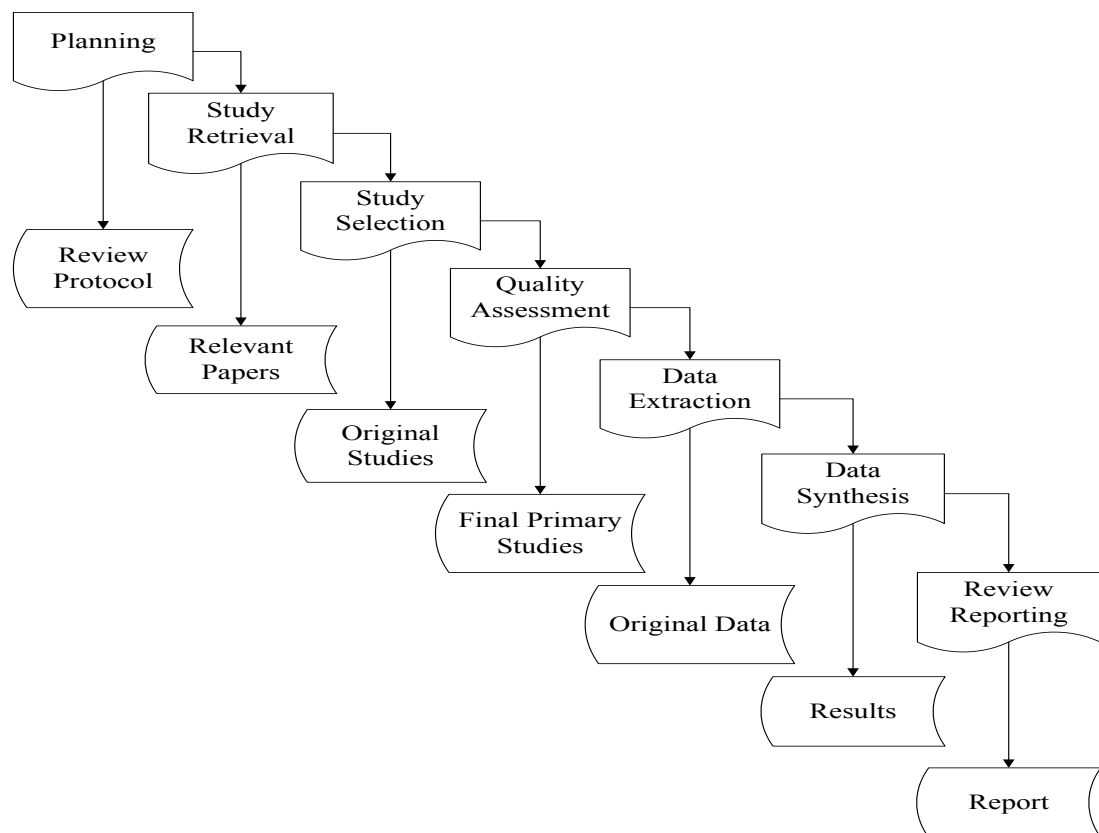 Planning
Study
Retrieval
Study
Selection
Review
Protocol
Quality
Assessment
Relevant
Papers
Data
Extraction
Original
Studies
Data
Synthesis
Final Primary
Studies
Review
Reporting
Original Data
Results
Report